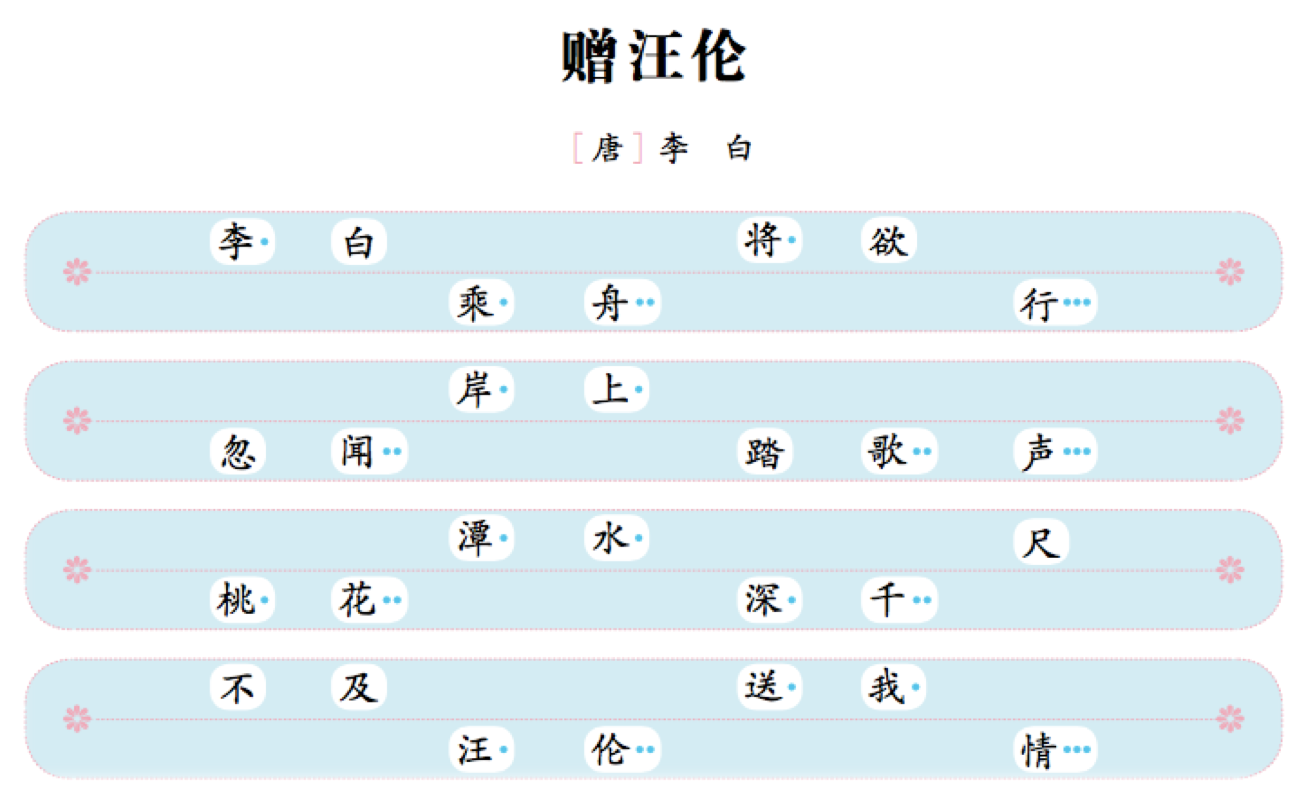 赠汪伦
［唐］李 白
李· 白 乘· 舟·· 将· 欲 行···
忽 闻·· 岸· 上· 踏 歌·· 声···
桃· 花·· 潭· 水· 深· 千·· 尺
不 及 汪· 伦·· 送· 我· 情···